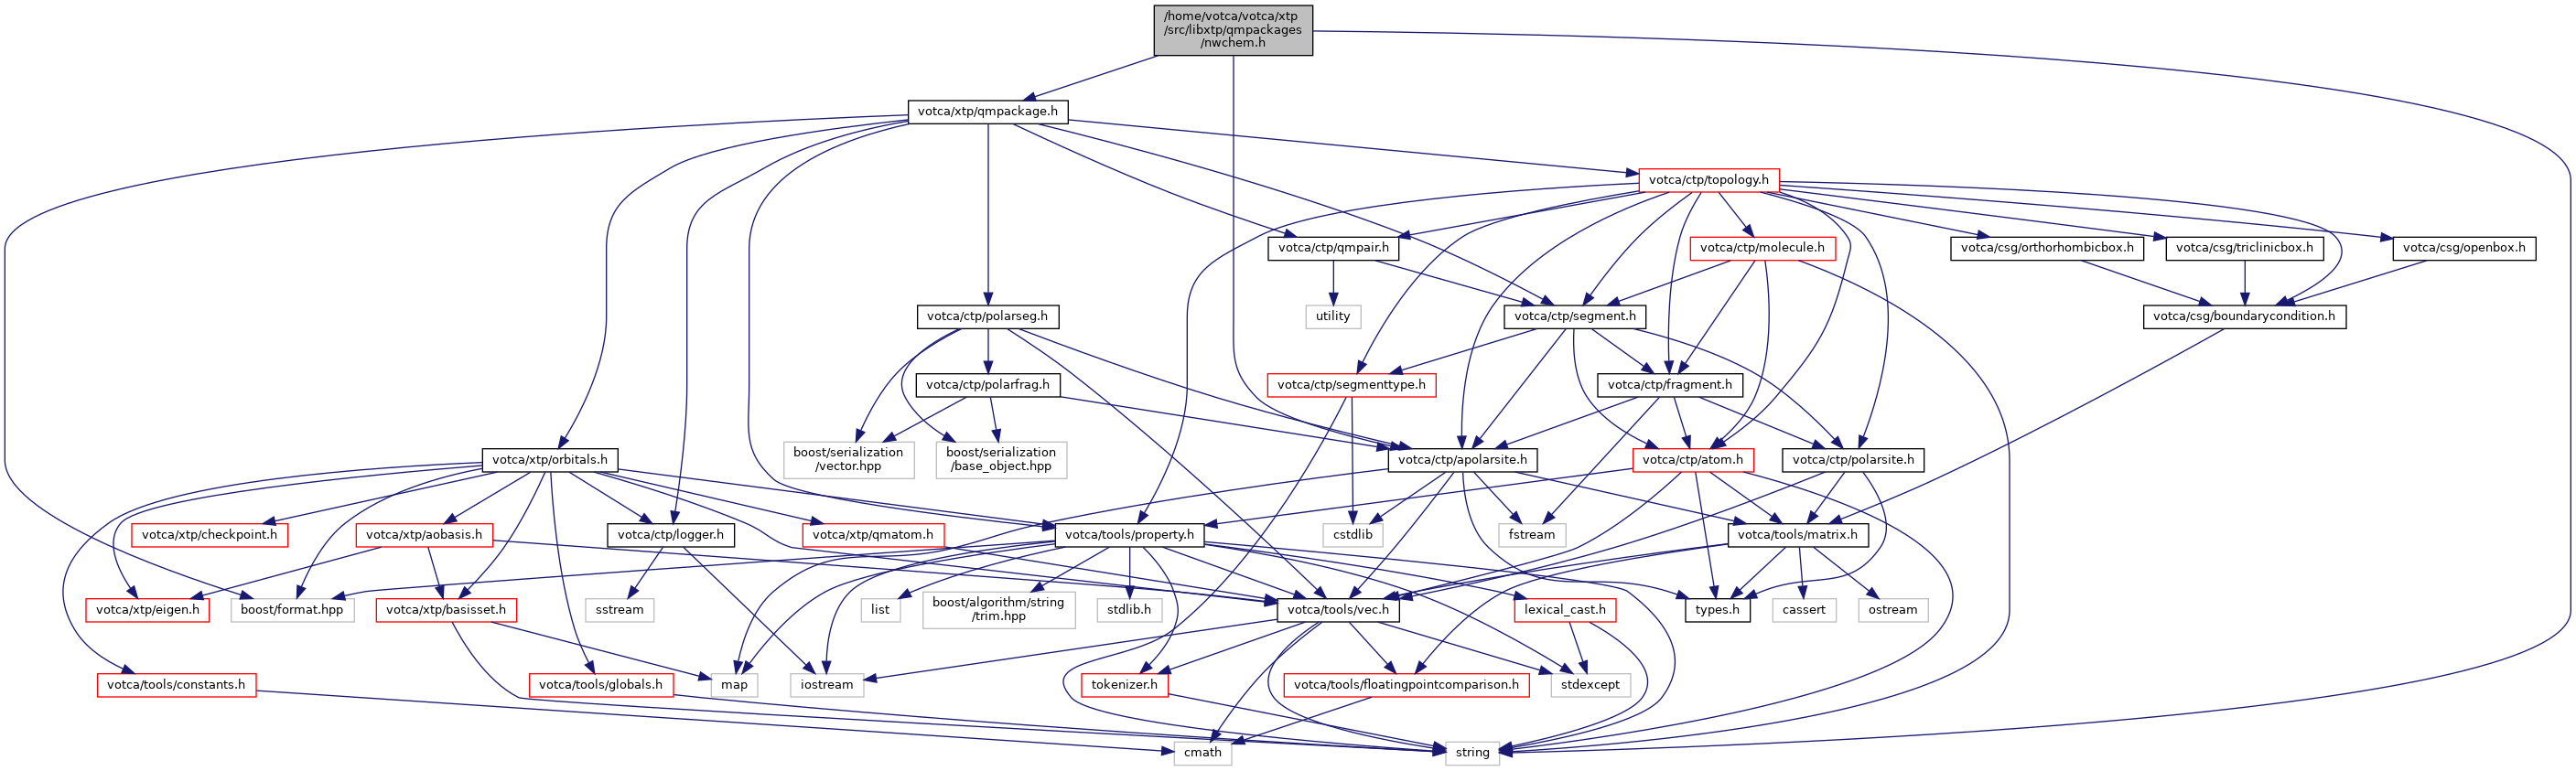 /home/votca/votca/xtp
/src/libxtp/qmpackages
/nwchem.h
votca/xtp/qmpackage.h
votca/ctp/topology.h
votca/ctp/qmpair.h
votca/ctp/molecule.h
votca/csg/orthorhombicbox.h
votca/csg/triclinicbox.h
votca/csg/openbox.h
votca/ctp/polarseg.h
utility
votca/ctp/segment.h
votca/csg/boundarycondition.h
votca/ctp/polarfrag.h
votca/ctp/segmenttype.h
votca/ctp/fragment.h
votca/xtp/orbitals.h
boost/serialization
/vector.hpp
boost/serialization
/base_object.hpp
votca/ctp/apolarsite.h
votca/ctp/atom.h
votca/ctp/polarsite.h
votca/xtp/checkpoint.h
votca/xtp/aobasis.h
votca/ctp/logger.h
votca/xtp/qmatom.h
votca/tools/property.h
cstdlib
fstream
votca/tools/matrix.h
votca/xtp/eigen.h
boost/format.hpp
votca/xtp/basisset.h
sstream
list
boost/algorithm/string
/trim.hpp
stdlib.h
votca/tools/vec.h
lexical_cast.h
types.h
cassert
ostream
votca/tools/constants.h
votca/tools/globals.h
map
iostream
tokenizer.h
votca/tools/floatingpointcomparison.h
stdexcept
cmath
string